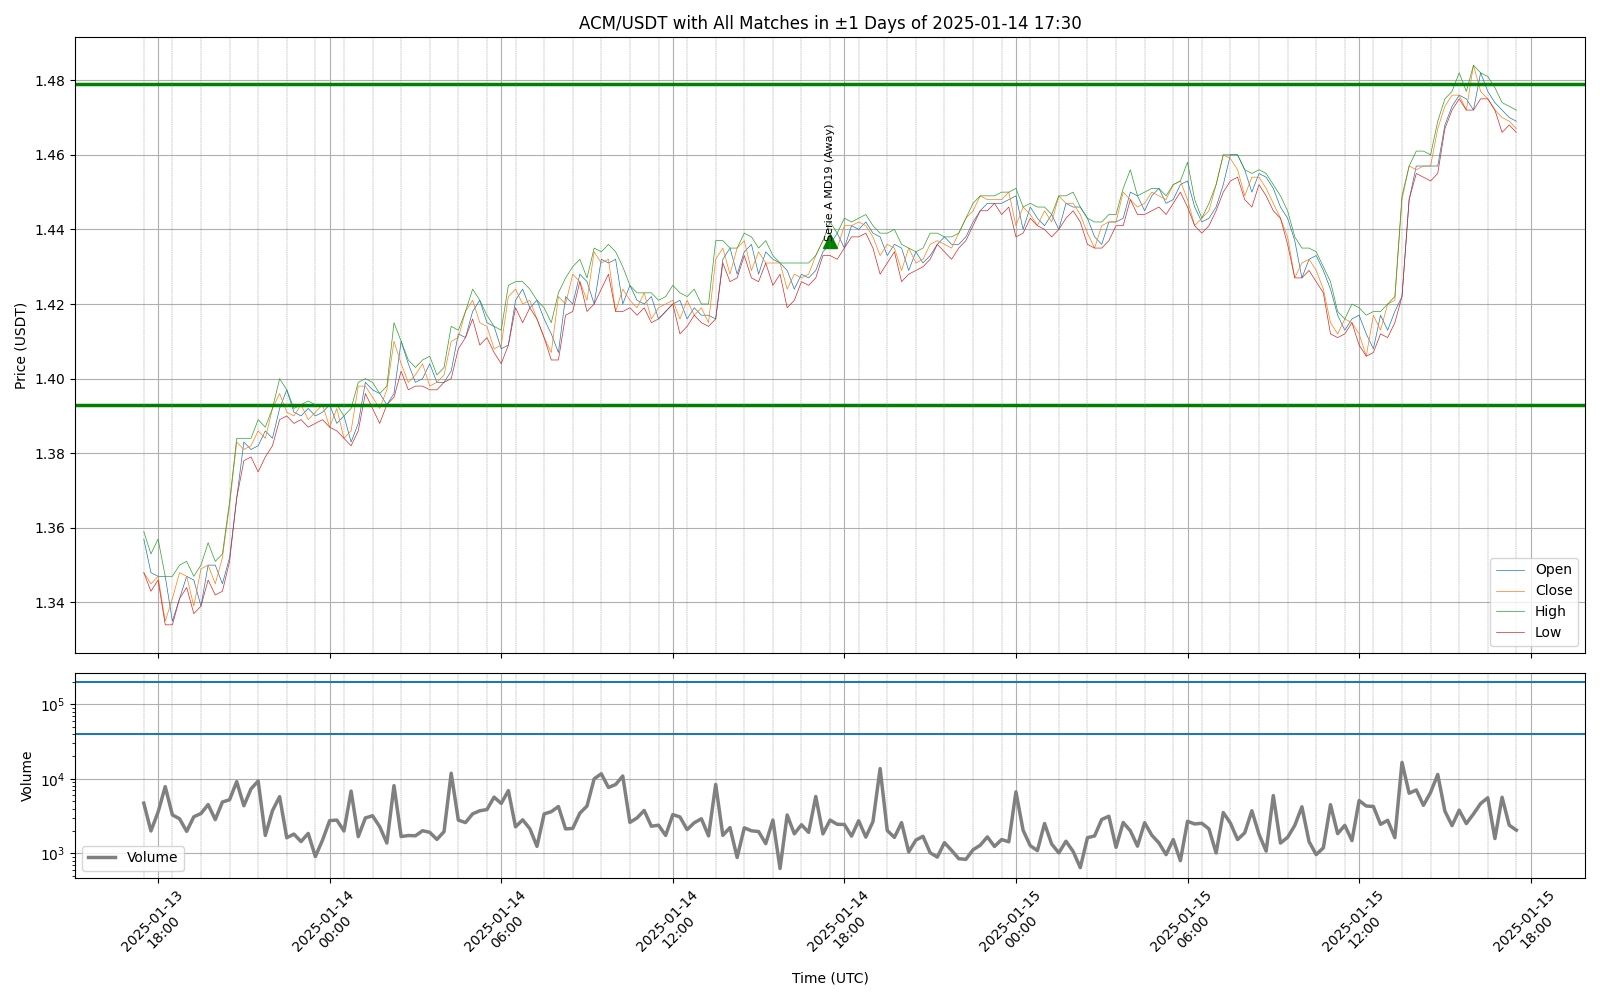 ACM/USDT with All Matches in ±1 Days of 2025-01-14 17:30
Price (USDT)
1.48
1.46
1.44
1.42
1.40
1.38
1.36
1.34
Serie A MD19 (Away)
Open
Close
High
Low
Volume
10^5
10^4
10^3
Volume
2025-01-13
18:00
2025-01-14
00:00
2025-01-14
06:00
2025-01-14
12:00
2025-01-14
18:00
2025-01-15
00:00
2025-01-15
06:00
2025-01-15
12:00
2025-01-15
18:00
Time (UTC)